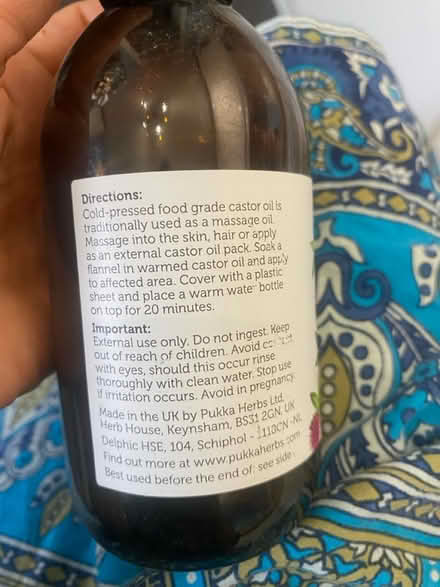 Directions:
Cold-pressed food grade castor oil is
traditionally used as a massage oil.
Massage into the skin, hair or apply
as an external castor oil pack. Soak a
flannel in warmed castor oil and apply
to affected area. Cover with a plastic
sheet and place a warm water bottle
on top for 20 minutes.
Important:
External use only. Do not ingest. Keep
out of reach of children. Avoid contact
with eyes, should this occur rinse
thoroughly with clean water. Stop use
if irritation occurs. Avoid in pregnancy.
Made in the UK by Pukka Herbs Ltd,
Herb House, Keynsham, BS31 2GN, UK
Delphic HSE, 104, Schiphol - 1118CN - NL
Find out more at www.pukkaherbs.com
Best used before the end of: see side